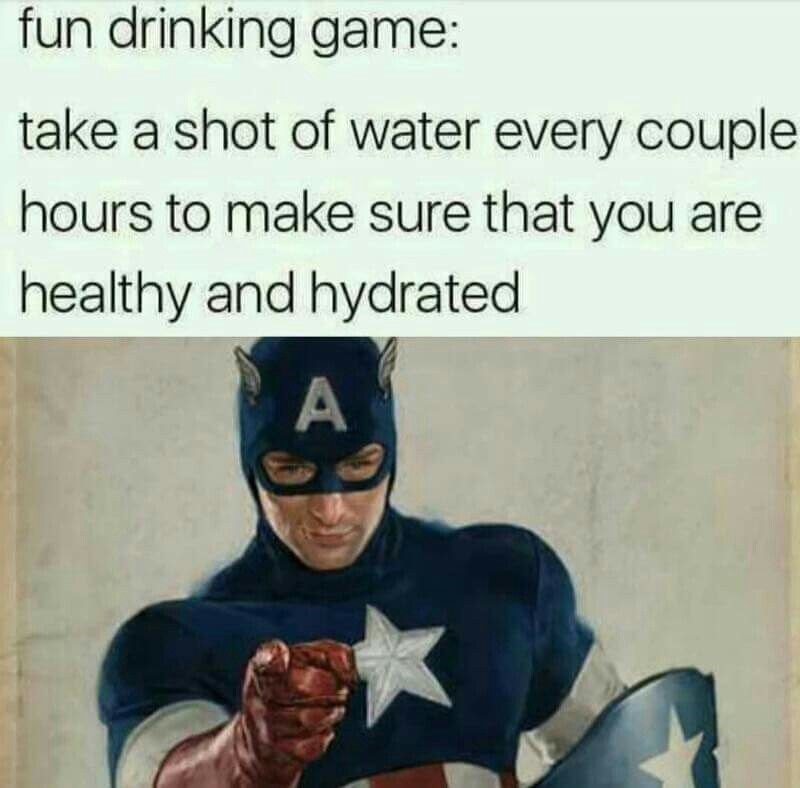 fun drinking game:
take a shot of water every couple
hours to make sure that you are
healthy and hydrated
A